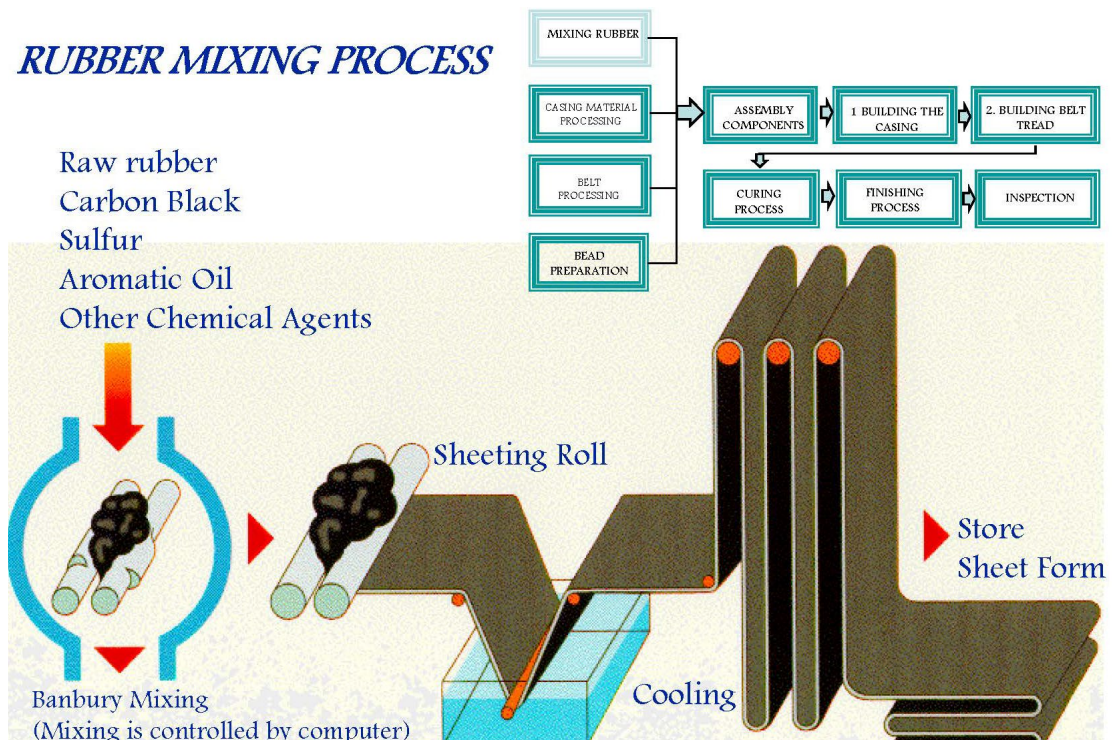 RUBBER MIXING PROCESS
MIXING RUBBER
CASING MATERIAL
PROCESSING
BELT
PROCESSING
BEAD
PREPARATION
ASSEMBLY
COMPONENTS
1 BUILDING THE
CASING
2. BUILDING BELT
TREAD
CURING
PROCESS
FINISHING
PROCESS
INSPECTION
Raw rubber
Carbon Black
Sulfur
Aromatic Oil
Other Chemical Agents
Sheeting Roll
Store
Sheet Form
Cooling
Banbury Mixing
(Mixing is controlled by computer)